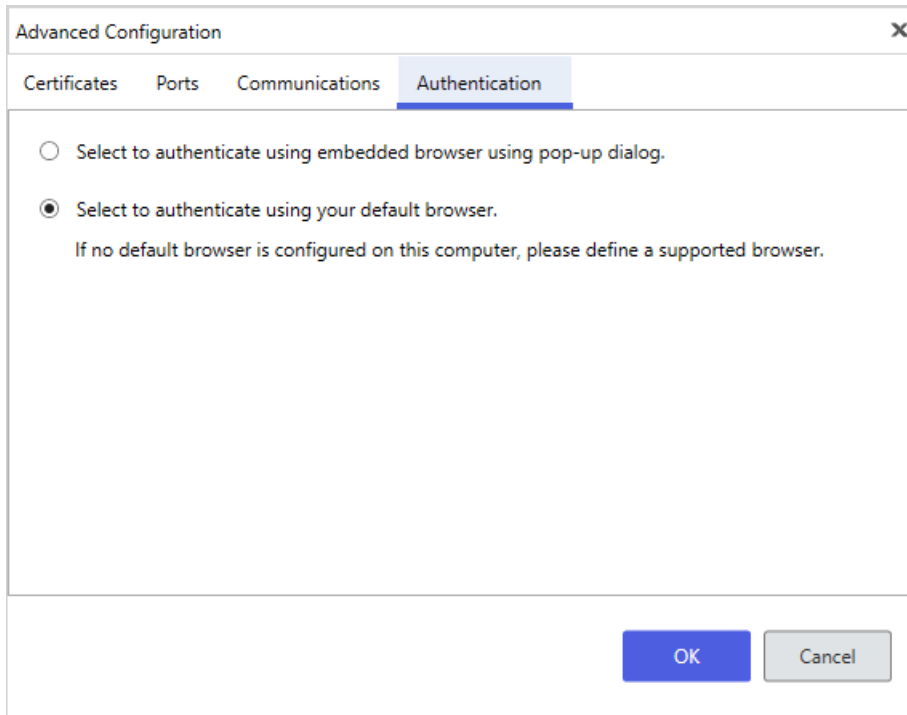 Advanced Configuration
Certificates Ports Communications Authentication
Select to authenticate using embedded browser using pop-up dialog.
Select to authenticate using your default browser.
If no default browser is configured on this computer, please define a supported browser.
OK Cancel